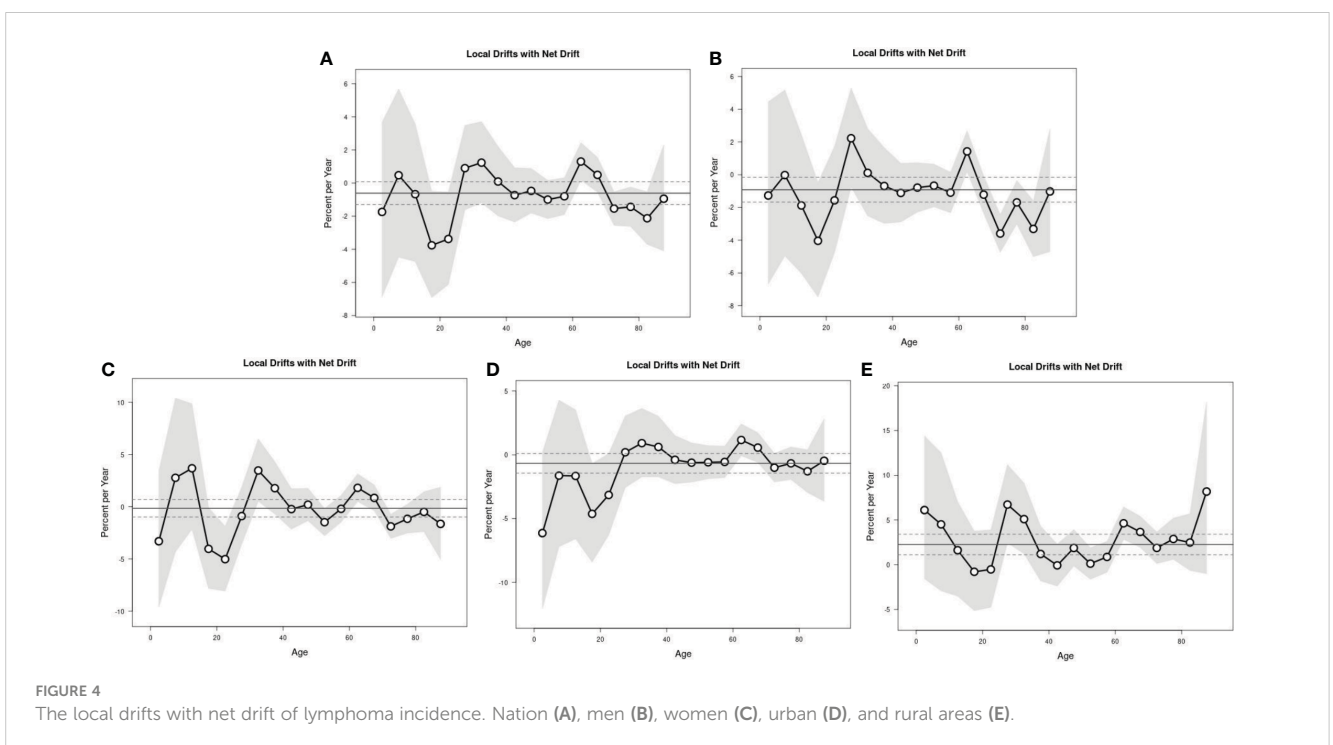 A
Local Drifts with Net Drift
Percent per Year
6
4
2
0
-2
-4
-6
-8
0 20 40 60 80
Age
B
Local Drifts with Net Drift
Percent per Year
6
4
2
0
-2
-4
-6
-8
0 20 40 60 80
Age
C
Local Drifts with Net Drift
Percent per Year
10
5
0
-5
-10
0 20 40 60 80
Age
D
Local Drifts with Net Drift
Percent per Year
5
0
-5
-10
0 20 40 60 80
Age
E
Local Drifts with Net Drift
Percent per Year
20
15
10
5
0
-5
0 20 40 60 80
Age
FIGURE 4
The local drifts with net drift of lymphoma incidence. Nation (A), men (B), women (C), urban (D), and rural areas (E).